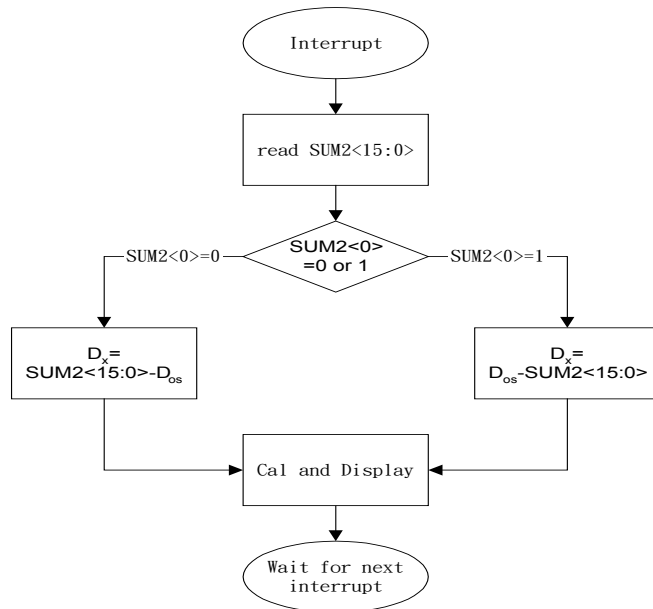 Interrupt
read SUM2<15:0>
SUM2<0>=0
SUM2<0>
=0 or 1
SUM2<0>=1
Dx=
SUM2<15:0>-Dos
Dx=
Dos-SUM2<15:0>
Cal and Display
Wait for next
interrupt